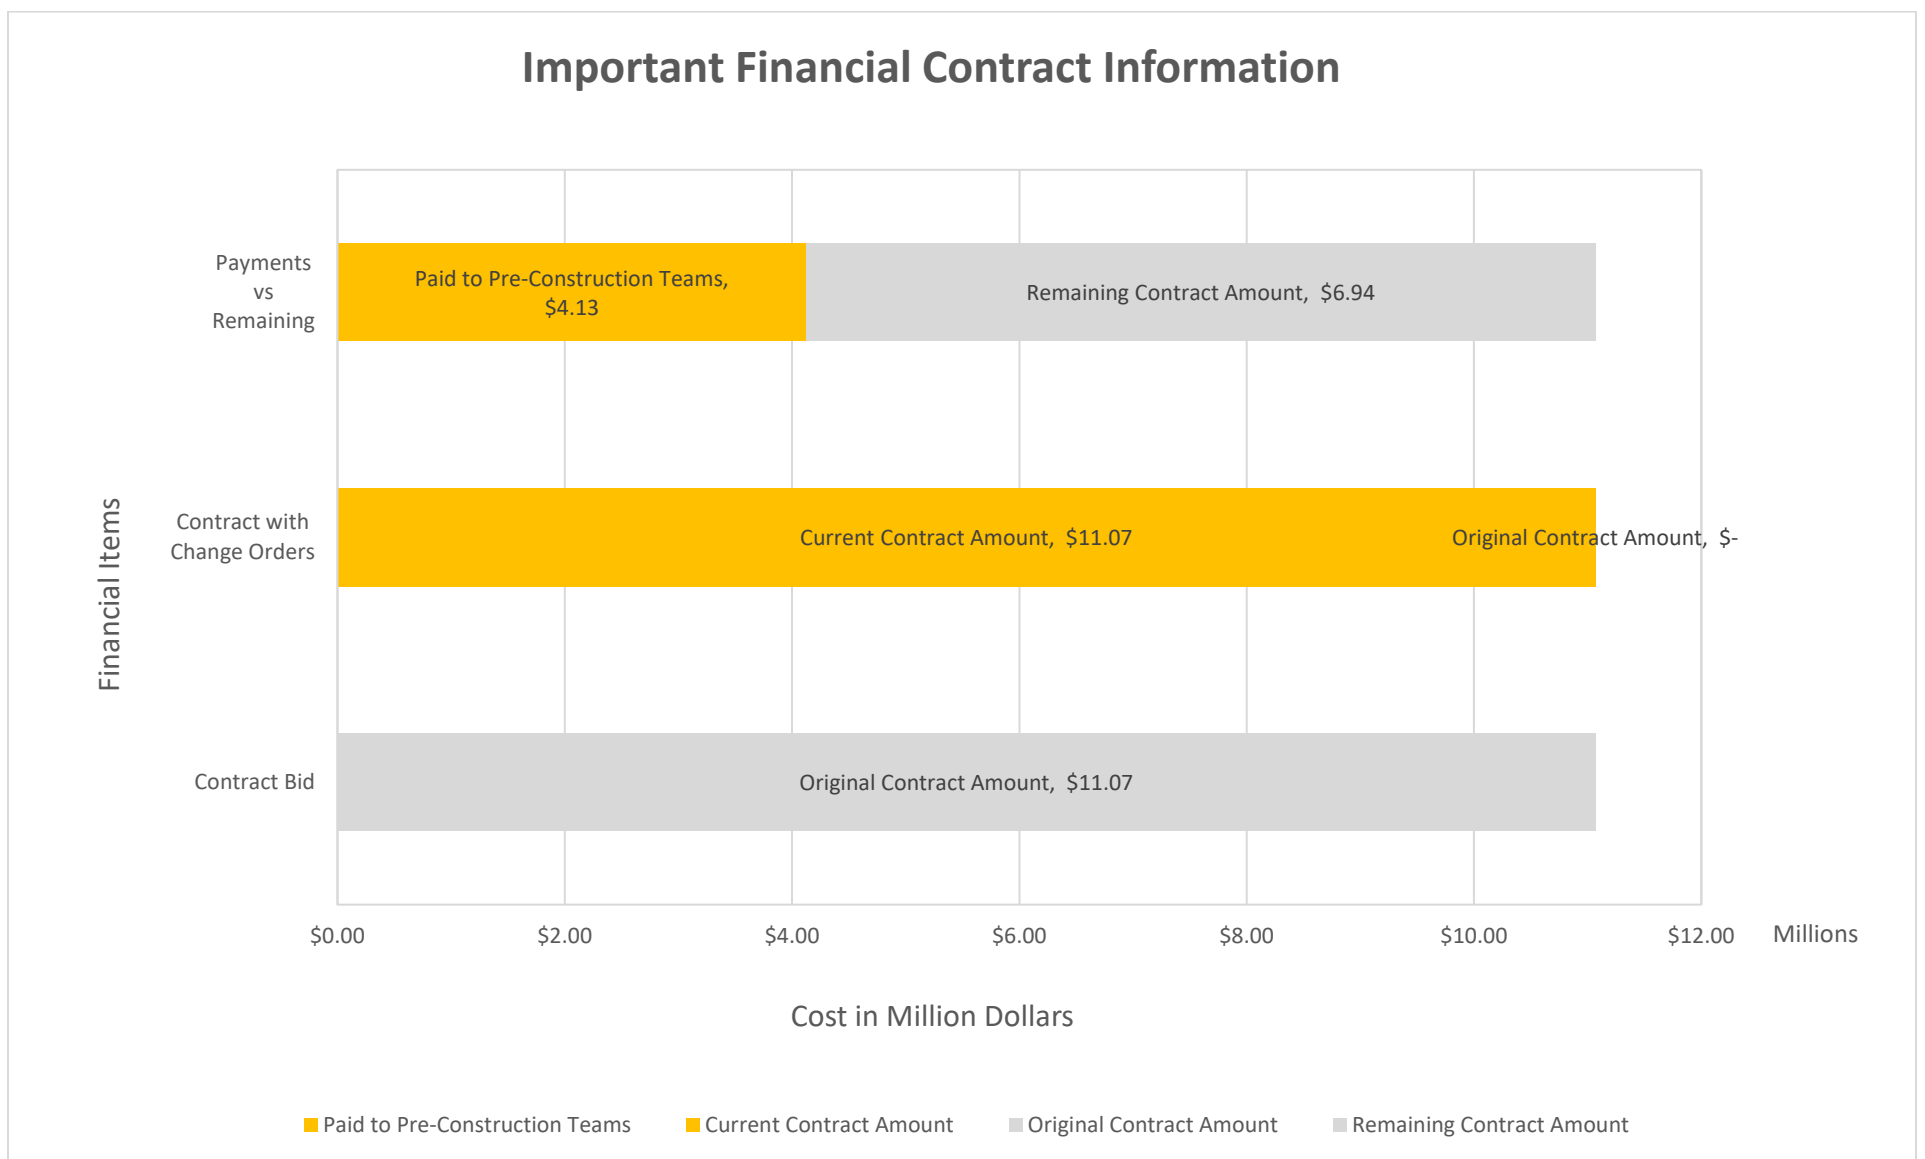 Important Financial Contract Information
Payments
vs
Remaining
Paid to Pre-Construction Teams,
$4.13
Remaining Contract Amount,  $6.94
Financial Items
Contract with
Change Orders
Current Contract Amount,  $11.07
Original Contract Amount,  $-
Contract Bid
Original Contract Amount,  $11.07
$0.00
$2.00
$4.00
$6.00
$8.00
$10.00
$12.00
Millions
Cost in Million Dollars
Paid to Pre-Construction Teams
Current Contract Amount
Original Contract Amount
Remaining Contract Amount